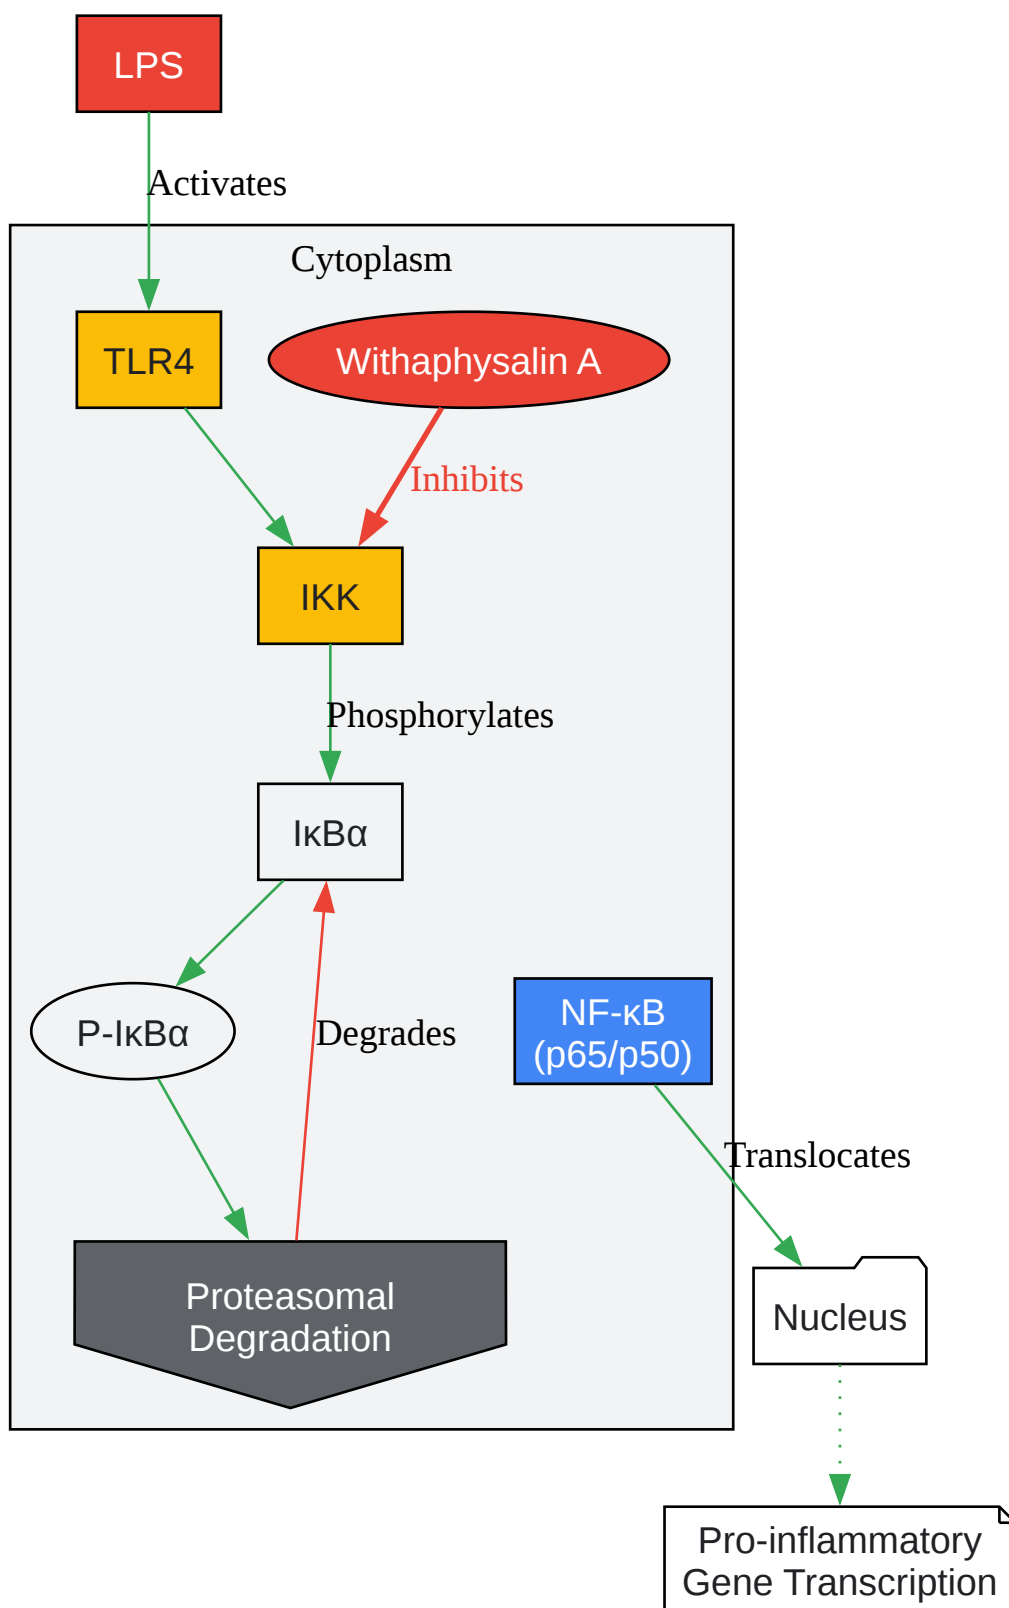 LPS
Activates
Cytoplasm
TLR4
Withaphysalin A
Inhibits
IKK
Phosphorylates
IκBα
NF-κB
(p65/p50)
P-IκBα
Degrades
Translocates
Proteasomal
Degradation
Nucleus
Pro-inflammatory
Gene Transcription